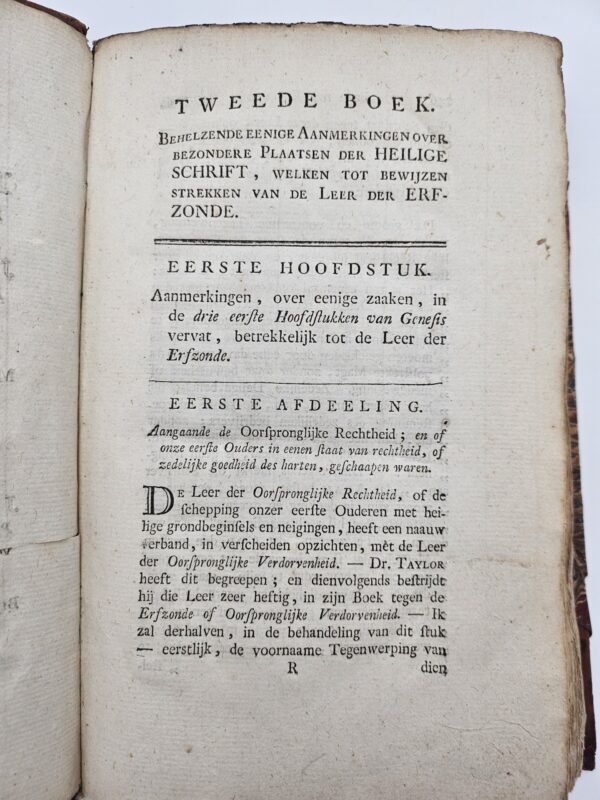 TWEEDE BOEK.
BEHELZENDE EENIGE AANMERKINGEN OVER
BEZONDERE PLAATSEN DER HEILIGE
SCHRIFT, WELKEN TOT BEWIJZEN
STREKKEN VAN DE LEER DER ERF-
ZONDE.
EERSTE HOOFDSTUK.
Aanmerkingen, over eenige zaaken, in
de drie eerſte Hoofdſtukken van Geneſis
vervat, betrekkelijk tot de Leer der
Erfzonde.
EERSTE AFDEELING.
Aangaande de Oorſpronglijke Rechtheid; en of
onze eerſte Ouders in eenen ſtaat van rechtheid, of
zedelijke goedheid des harten, geſchaapen waren.
DE Leer der Oorſpronglijke Rechtheid, of de
ſchepping onzer eerſte Ouderen met hei-
lige grondbeginſels en neigingen, heeft een naauw
verband, in verſcheiden opzichten, mèt de Leer
der Oorſpronglijke Verdorvenheid. — Dr. TAYLOR
heeft dit begreepen; en dienvolgends beſtrijdt
hij die Leer zeer heftig, in zijn Boek tegen de
Erfzonde of Oorſpronglijke Verdorvenheid. — Ik
zal derhalven, in de behandeling van dit ſtuk
— eerstlijk, de voornaame Tegenwerping van
R dien